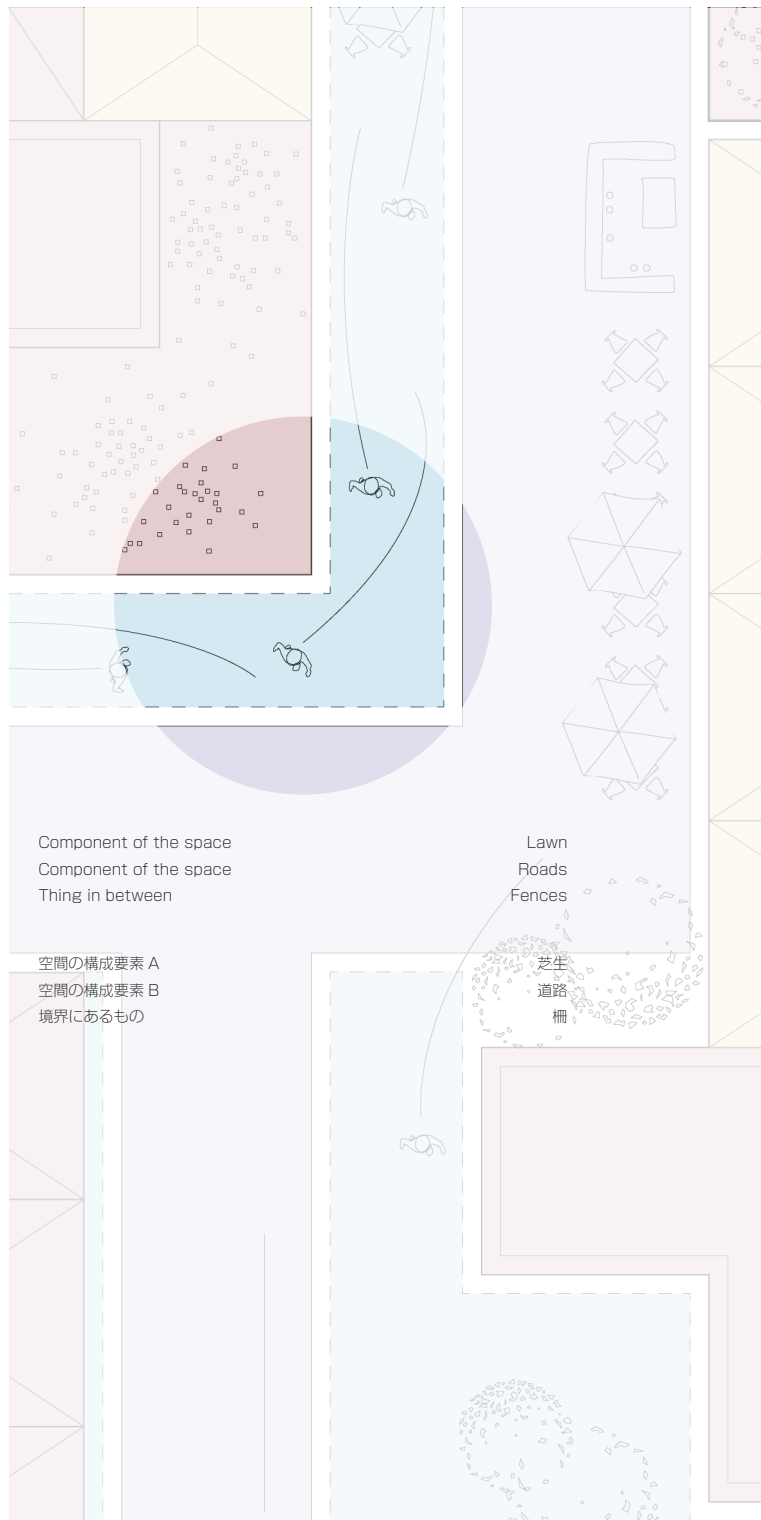 Component of the space Lawn
Component of the space Roads
Thing in between Fences
空間の構成要素 A 芝生
空間の構成要素 B 道路
境界にあるもの 柵